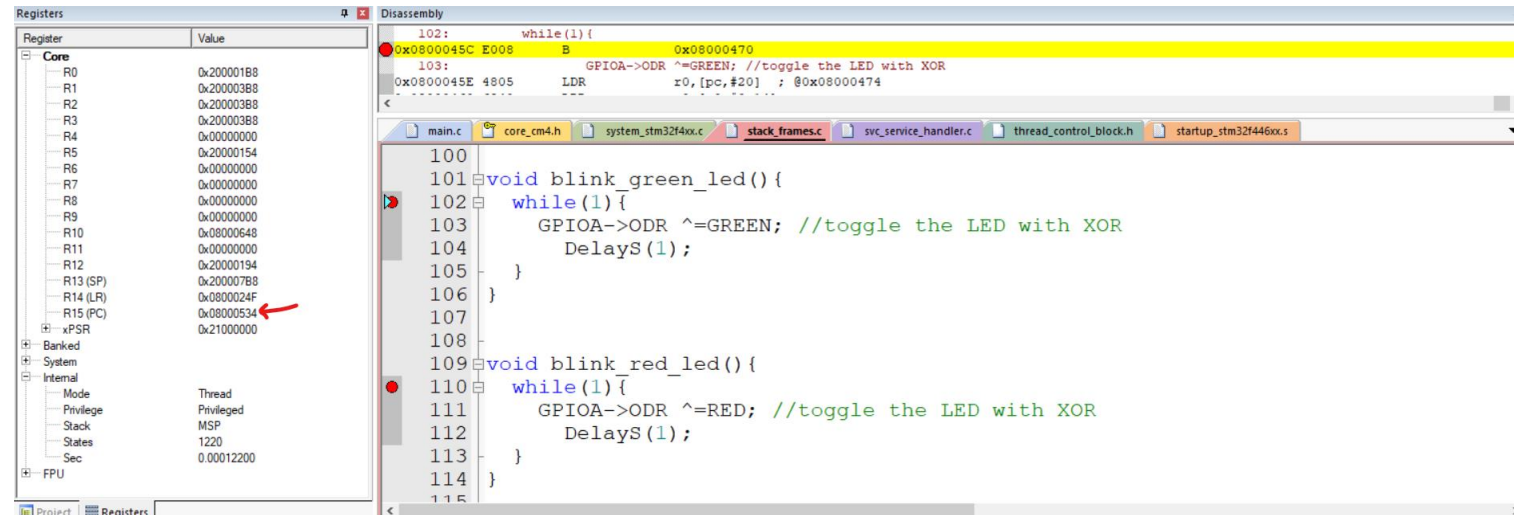 Registers
Register Value
Core
R0 0x200001B8
R1 0x200003B8
R2 0x200003B8
R3 0x200003B8
R4 0x00000000
R5 0x20000154
R6 0x00000000
R7 0x00000000
R8 0x00000000
R9 0x00000000
R10 0x08000648
R11 0x00000000
R12 0x20000194
R13 (SP) 0x200007B8
R14 (LR) 0x0800024F
R15 (PC) 0x08000534
xPSR 0x21000000
Banked
System
Internal
Mode Thread
Privilege Privileged
Stack MSP
States 1220
Sec 0.00012200
FPU
Project Registers
Disassembly
102: while(1){
0x0800045C E008 B 0x08000470
103: GPIOA->ODR ^=GREEN; //toggle the LED with XOR
0x0800045E 4805 LDR r0,[pc,#20] ; @0x08000474
main.c core_cm4.h system_stm32f4xx.c stack_frames.c svc_service_handler.c thread_control_block.h startup_stm32f446xx.s
100
101 void blink_green_led(){
102 while(1){
103 GPIOA->ODR ^=GREEN; //toggle the LED with XOR
104 DelayS(1);
105 }
106 }
107
108
109 void blink_red_led(){
110 while(1){
111 GPIOA->ODR ^=RED; //toggle the LED with XOR
112 DelayS(1);
113 }
114 }
115